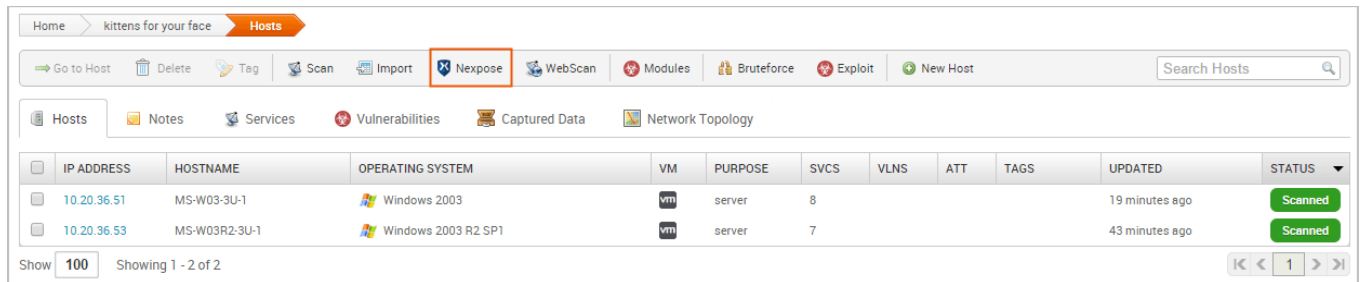 Home kittens for your face Hosts
Go to Host Delete Tag Scan Import Nexpose WebScan Modules Bruteforce Exploit New Host Search Hosts
Hosts Notes Services Vulnerabilities Captured Data Network Topology
IP ADDRESS HOSTNAME OPERATING SYSTEM VM PURPOSE SVCS VLNS ATT TAGS UPDATED STATUS
10.20.36.51 MS-W03-3U-1 Windows 2003 vm server 8 19 minutes ago Scanned
10.20.36.53 MS-W03R2-3U-1 Windows 2003 R2 SP1 vm server 7 43 minutes ago Scanned
Show 100 Showing 1 - 2 of 2 1